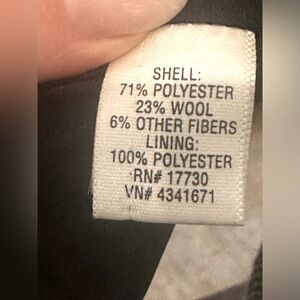 SHELL:
71% POLYESTER
23% WOOL
6% OTHER FIBERS
LINING:
100% POLYESTER
RN# 17730
VN# 4341671